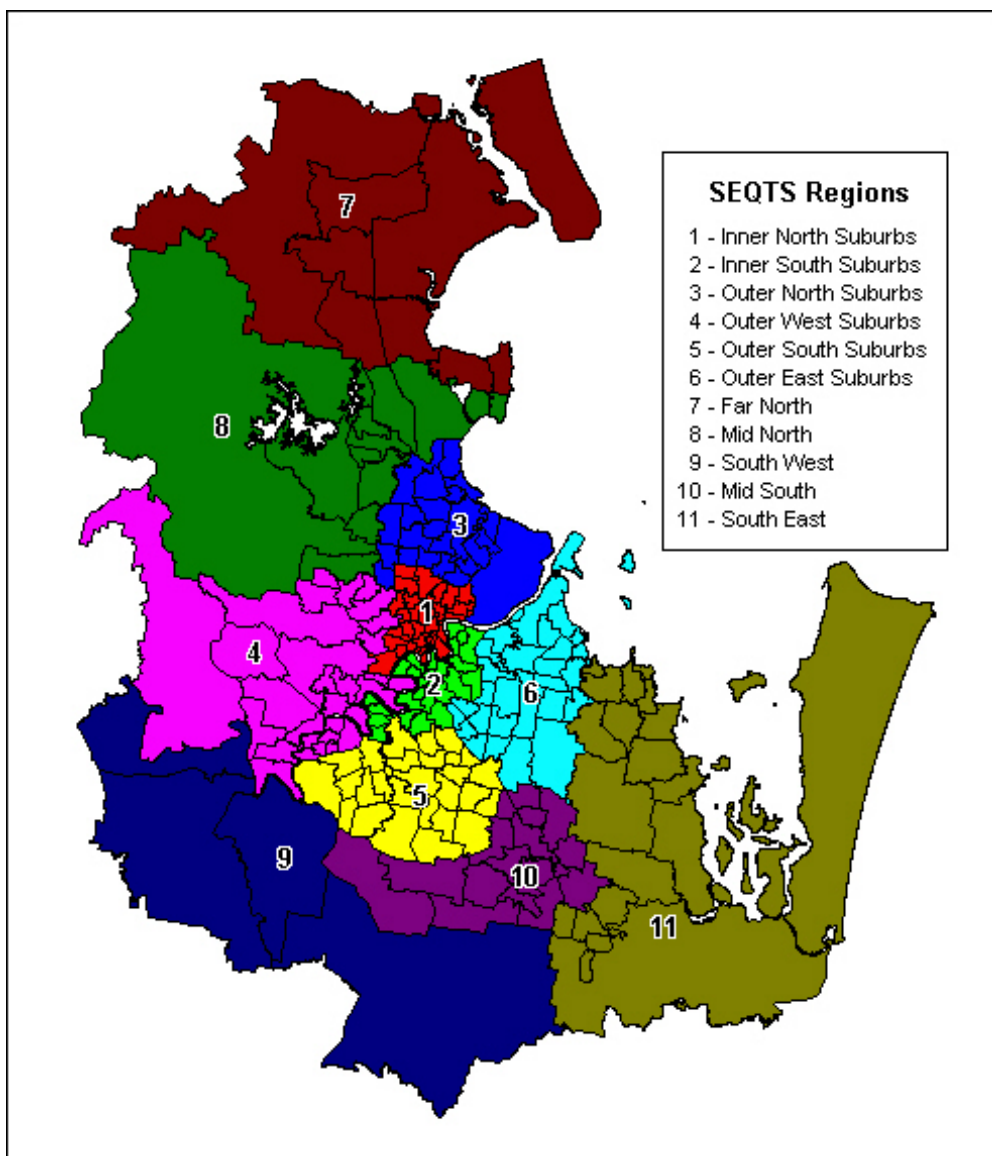 SEQTS Regions
1 - Inner North Suburbs
2 - Inner South Suburbs
3 - Outer North Suburbs
4 - Outer West Suburbs
5 - Outer South Suburbs
6 - Outer East Suburbs
7 - Far North
8 - Mid North
9 - South West
10 - Mid South
11 - South East
7
8
3
1
4
2
6
5
9
10
11